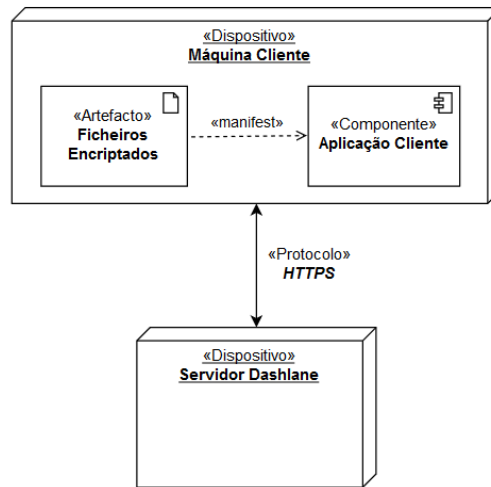 «Dispositivo»
Máquina Cliente
«Artefacto»
Ficheiros
Encriptados
«manifest»
«Componente»
Aplicação Cliente
«Protocolo»
HTTPS
«Dispositivo»
Servidor Dashlane